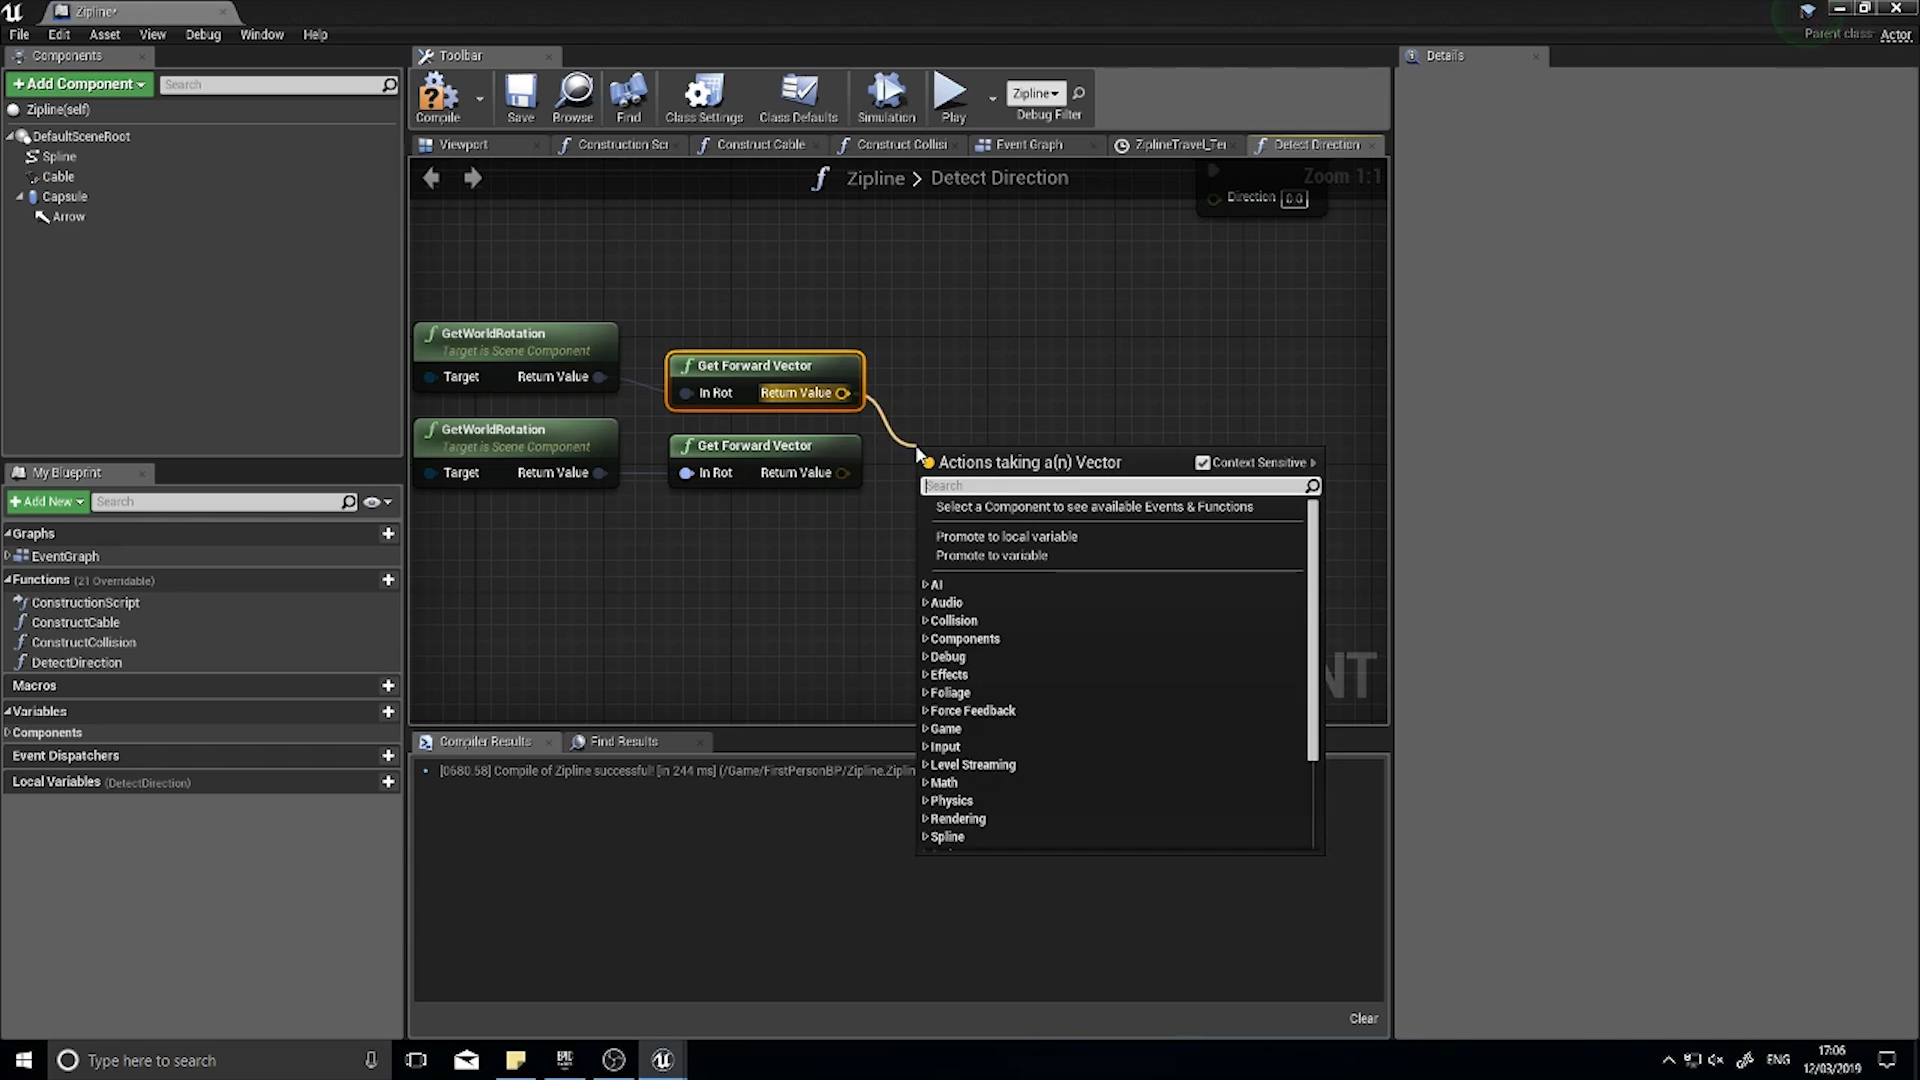 Zipline*
File Edit Asset View Debug Window Help
Parent class: Actor
Components
+Add Component
Search
Zipline(self)
DefaultSceneRoot
Spline
Cable
Capsule
Arrow
My Blueprint
+Add New
Search
Graphs
EventGraph
Functions (21 Overridable)
ConstructionScript
ConstructCable
ConstructCollision
DetectDirection
Macros
Variables
Components
Event Dispatchers
Local Variables (DetectDirection)
Toolbar
Compile
Save
Browse
Find
Class Settings
Class Defaults
Simulation
Play
Zipline
Debug Filter
Viewport
Construction Scr
Construct Cable
Construct Collisi
Event Graph
ZiplineTravel_Ter
Detect Direction
Zipline > Detect Direction
Zoom 1:1
Direction 0.0
GetWorldRotation
Target is Scene Component
Target Return Value
Get Forward Vector
In Rot Return Value
GetWorldRotation
Target is Scene Component
Target Return Value
Get Forward Vector
In Rot Return Value
Actions taking a(n) Vector
Context Sensitive
Search
Select a Component to see available Events & Functions
Promote to local variable
Promote to variable
AI
Audio
Collision
Components
Debug
Effects
Foliage
Force Feedback
Game
Input
Level Streaming
Math
Physics
Rendering
Spline
NT
Compiler Results
Find Results
[0680.58] Compile of Zipline successful! [in 244 ms] (/Game/FirstPersonBP/Zipline.Ziplin
Clear
Details
Type here to search
EPIC
ENG
17:06
12/03/2019